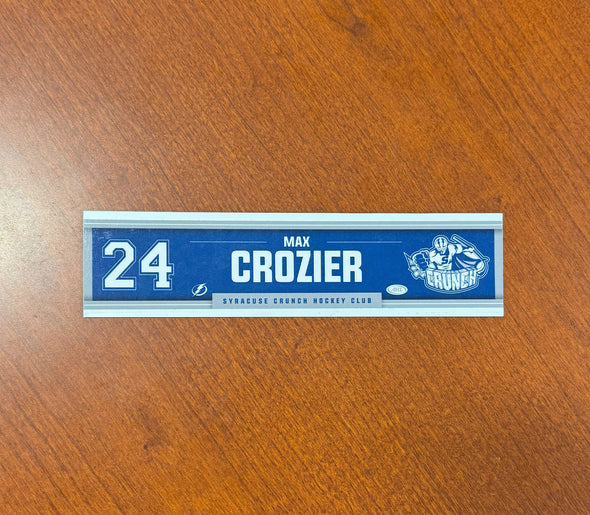 24
MAX
CROZIER
CRUNCH
SYRACUSE CRUNCH HOCKEY CLUB